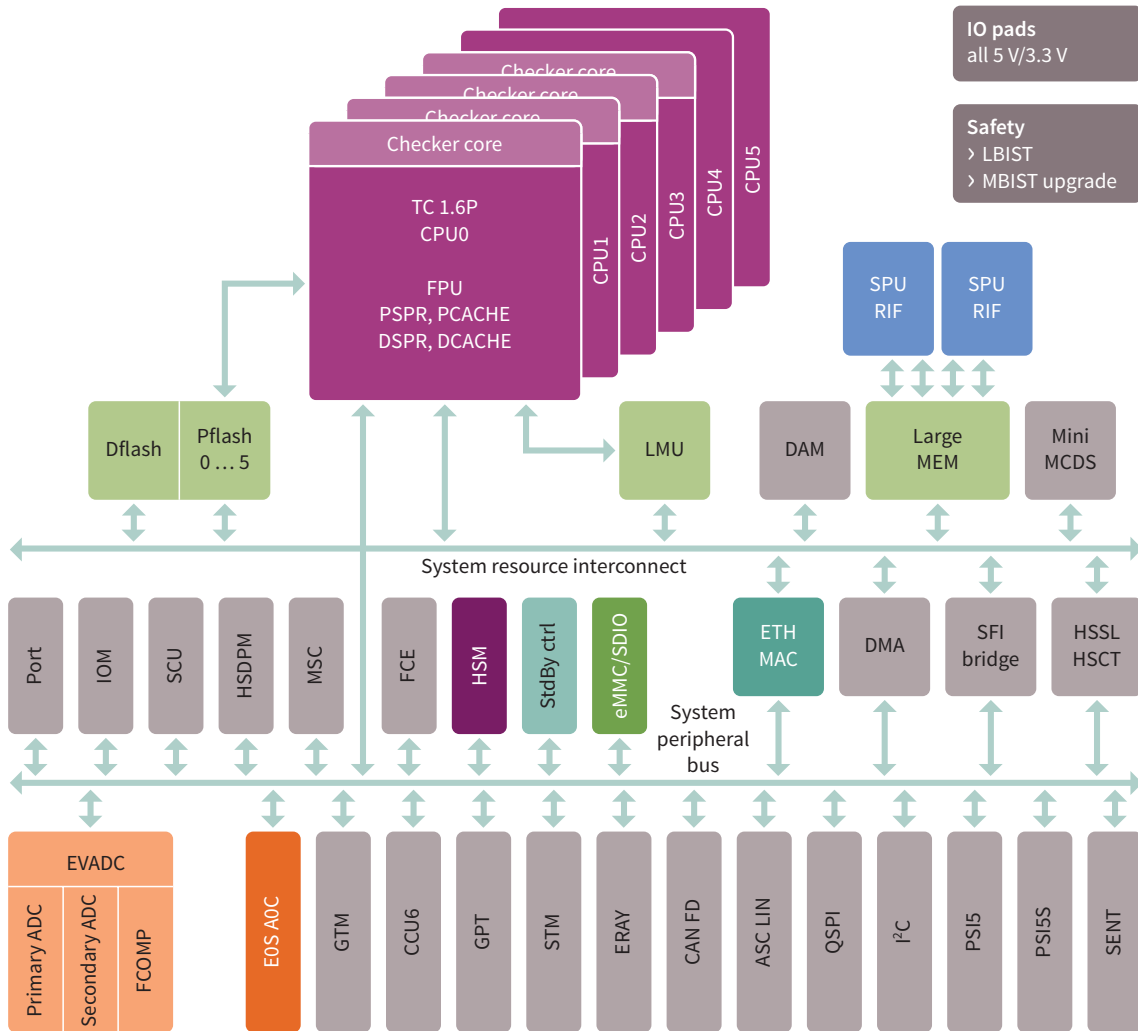 IO pads
all 5 V/3.3 V
Safety
› LBIST
› MBIST upgrade
Checker core
Checker core
Checker core
Checker core
TC 1.6P
CPU0
FPU
PSPR, PCACHE
DSPR, DCACHE
CPU1
CPU2
CPU3
CPU4
CPU5
SPU
RIF
SPU
RIF
Dflash
Pflash
0 … 5
LMU
DAM
Large
MEM
Mini
MCDS
System resource interconnect
Port
IOM
SCU
HSDPM
MSC
FCE
HSM
StdBy ctrl
eMMC/SDIO
ETH
MAC
DMA
SFI
bridge
HSSL
HSCT
System
peripheral
bus
EVADC
Primary ADC
Secondary ADC
FCOMP
E0S A0C
GTM
CCU6
GPT
STM
ERAY
CAN FD
ASC LIN
QSPI
I²C
PSI5
PSI5S
SENT